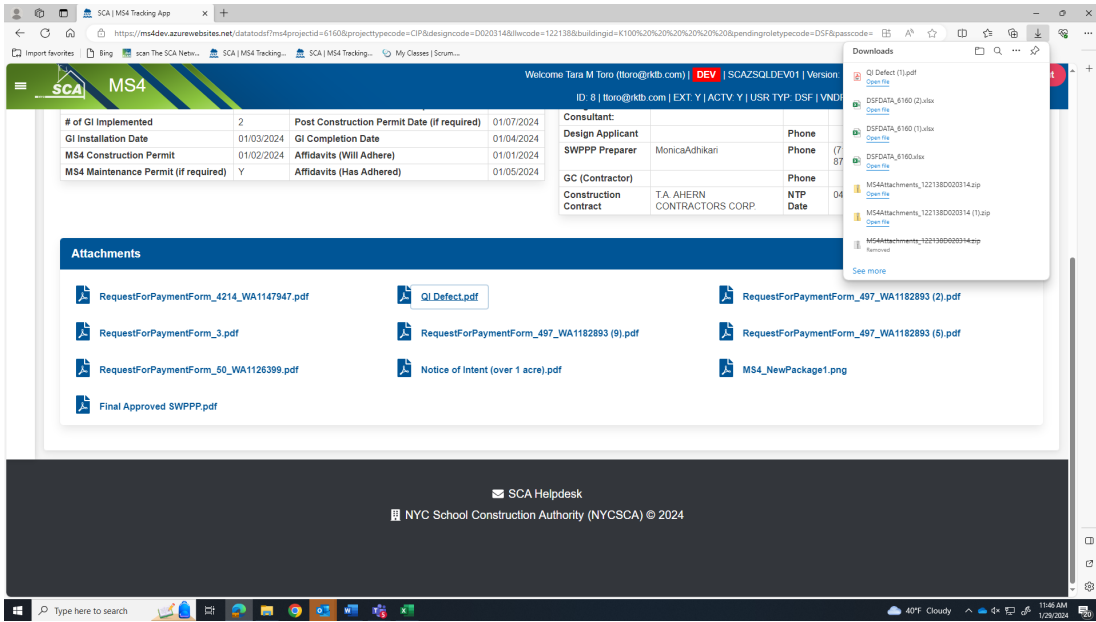 SCA | MS4 Tracking App
https://ms4dev.azurewebsites.net/datatodsf?ms4projectid=6160&projecttypecode=CIP&designcode=D020314&llwcode=122138&buildingid=K100%20%20%20%20%20%20&pendingroletypecode=DSF&passcode=
Import favorites
Bing
scan The SCA Netw...
SCA | MS4 Tracking...
SCA | MS4 Tracking...
My Classes | Scrum....
Downloads
QI Defect (1).pdf
Open file
DSFDATA_6160 (2).xlsx
Open file
DSFDATA_6160 (1).xlsx
Open file
DSFDATA_6160.xlsx
Open file
MS4Attachments_122138D020314.zip
Open file
MS4Attachments_122138D020314 (1).zip
Open file
MS4Attachments_122138D020314.zip
Removed
See more
SCA
MS4
Welcome Tara M Toro (ttoro@rktb.com) | DEV | SCAZSQLDEV01 | Version:
ID: 8 | ttoro@rktb.com | EXT: Y | ACTV: Y | USR TYP: DSF | VNDF
# of GI Implemented 2 Post Construction Permit Date (if required) 01/07/2024
GI Installation Date 01/03/2024 GI Completion Date 01/04/2024
MS4 Construction Permit 01/02/2024 Affidavits (Will Adhere) 01/01/2024
MS4 Maintenance Permit (if required) Y Affidavits (Has Adhered) 01/05/2024
Consultant:
Design Applicant Phone
SWPPP Preparer MonicaAdhikari Phone (7
87
GC (Contractor) Phone
Construction T.A. AHERN NTP 04
Contract CONTRACTORS CORP. Date
Attachments
RequestForPaymentForm_4214_WA1147947.pdf
QI Defect.pdf
RequestForPaymentForm_497_WA1182893 (2).pdf
RequestForPaymentForm_3.pdf
RequestForPaymentForm_497_WA1182893 (9).pdf
RequestForPaymentForm_497_WA1182893 (5).pdf
RequestForPaymentForm_50_WA1126399.pdf
Notice of Intent (over 1 acre).pdf
MS4_NewPackage1.png
Final Approved SWPPP.pdf
SCA Helpdesk
NYC School Construction Authority (NYCSCA) © 2024
Type here to search
40°F Cloudy
11:46 AM
1/29/2024
20